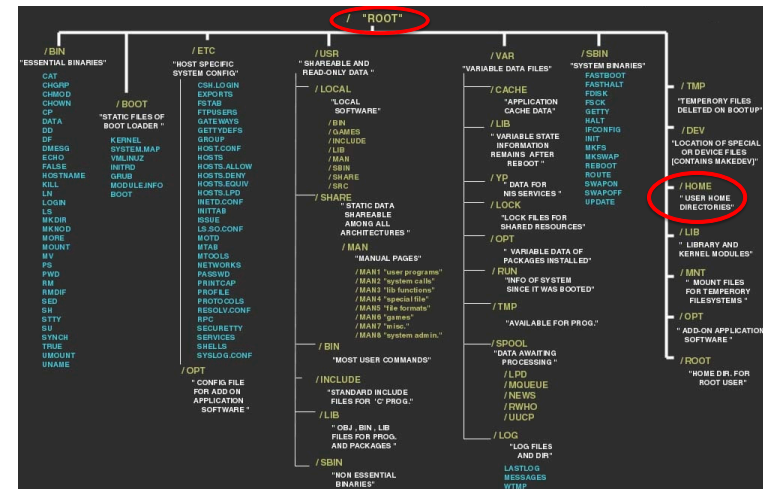 / "ROOT"
/BIN
"ESSENTIAL BINARIES"
CAT
CHGRP
CHMOD
CHOWN
CP
DATA
DD
DF
DMESG
ECHO
FALSE
HOSTNAME
KILL
LN
LOGIN
LS
MKDIR
MKNOD
MORE
MOUNT
MV
PS
PWD
RM
RMDIF
SED
SH
STTY
SU
SYNCH
TRUE
UMOUNT
UNAME
/BOOT
"STATIC FILES OF
BOOT LOADER "
KERNEL
SYSTEM.MAP
VMLINUZ
INITRD
GRUB
MODULE.INFO
BOOT
/ ETC
"HOST SPECIFIC
SYSTEM CONFIG"
CSH.LOGIN
EXPORTS
FSTAB
FTPUSERS
GATEWAYS
GETTYDEFS
GROUP
HOST.CONF
HOSTS
HOSTS.ALLOW
HOSTS.DENY
HOSTS.EQUIV
HOSTS.LPD
INETD.CONF
INITTAB
ISSUE
LS.SO.CONF
MOTD
MTAB
MTOOLS
NETWORKS
PASSWD
PRINTCAP
PROFILE
PROTOCOLS
RESOLV.CONF
RPC
SECURETTY
SERVICES
SHELLS
SYSLOG.CONF
/OPT
" CONFIG FILE
FOR ADD ON
APPLICATION
SOFTWARE "
/USR
" SHAREABLE AND
READ-ONLY DATA "
/ LOCAL
"LOCAL
SOFTWARE"
/ BIN
/ GAMES
/ INCLUDE
/ LIB
/ MAN
/ SBIN
/ SHARE
/ SRC
/ SHARE
" STATIC DATA
SHAREABLE
AMONG ALL
ARCHITECTURES "
/ MAN
"MANUAL PAGES"
/ MAN1 "user programs"
/ MAN2 "system calls"
/ MAN3 "lib functions"
/ MAN4 "special file"
/ MAN5 "file formats"
/ MAN6 "games"
/ MAN7 "misc."
/ MAN8 "system admin."
/ BIN
"MOST USER COMMANDS"
/ INCLUDE
"STANDARD INCLUDE
FILES FOR 'C' PROG."
/ LIB
" OBJ , BIN , LIB
FILES FOR PROG.
AND PACKAGES "
/ SBIN
"NON ESSENTIAL
BINARIES"
/ VAR
"VARIABLE DATA FILES"
/ CACHE
"APPLICATION
CACHE DATA"
/ LIB
" VARIABLE STATE
INFORMATION
REMAINS AFTER
REBOOT "
/ YP
" DATA FOR
NIS SERVICES "
/ LOCK
"LOCK FILES FOR
SHARED RESOURCES"
/ OPT
" VARIABLE DATA OF
PACKAGES INSTALLED"
/ RUN
"INFO OF SYSTEM
SINCE IT WAS BOOTED"
/ TMP
"AVAILABLE FOR PROG."
/SPOOL
"DATA AWAITING
PROCESSING "
/ LPD
/ MQUEUE
/ NEWS
/ RWHO
/ UUCP
/ LOG
"LOG FILES
AND DIR"
LASTLOG
MESSAGES
WTMP
/ SBIN
"SYSTEM BINARIES"
FASTBOOT
FASTHALT
FDISK
FSCK
GETTY
HALT
IFCONFIG
INIT
MKFS
MKSWAP
REBOOT
ROUTE
SWAPON
SWAPOFF
UPDATE
/ TMP
"TEMPERORY FILES
DELETED ON BOOTUP"
/ DEV
"LOCATION OF SPECIAL
OR DEVICE FILES
[CONTAINS MAKEDEV]"
/ HOME
" USER HOME
DIRECTORIES"
/ LIB
" LIBRARY AND
KERNEL MODULES"
/ MNT
" MOUNT FILES
FOR TEMPERORY
FILESYSTEMS "
/ OPT
" ADD-ON APPLICATION
SOFTWARE "
/ ROOT
"HOME DIR. FOR
ROOT USER"